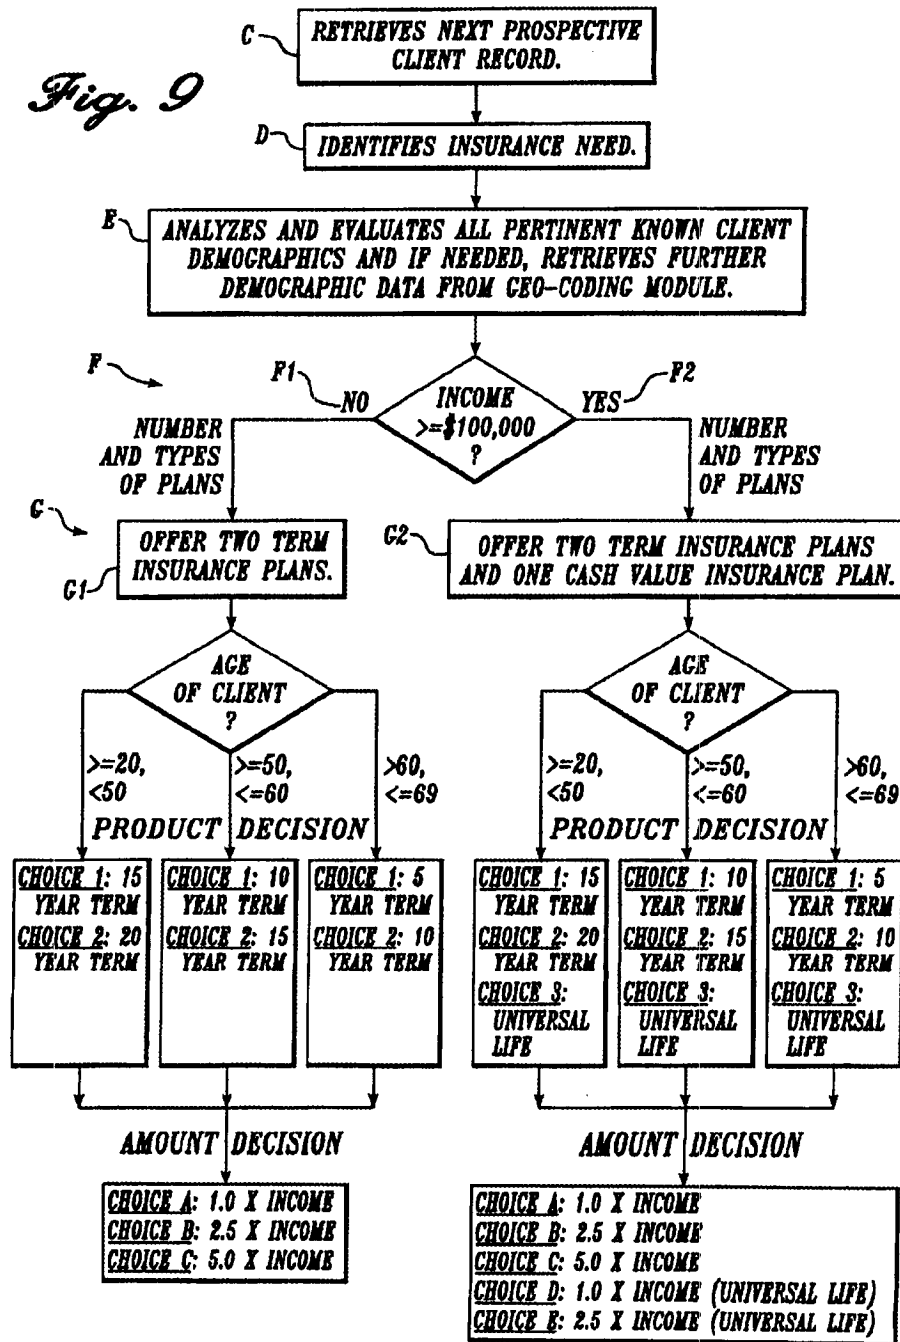 Fig. 9
C
RETRIEVES NEXT PROSPECTIVE
CLIENT RECORD.
D
IDENTIFIES INSURANCE NEED.
E
ANALYZES AND EVALUATES ALL PERTINENT KNOWN CLIENT
DEMOGRAPHICS AND IF NEEDED, RETRIEVES FURTHER
DEMOGRAPHIC DATA FROM GEO-CODING MODULE.
F
F1
NO
INCOME
>=$100,000
?
YES
F2
NUMBER
AND TYPES
OF PLANS
NUMBER
AND TYPES
OF PLANS
G
G1
OFFER TWO TERM
INSURANCE PLANS.
G2
OFFER TWO TERM INSURANCE PLANS
AND ONE CASH VALUE INSURANCE PLAN.
AGE
OF CLIENT
?
>=20,
<50
>=50,
<=60
>60,
<=69
PRODUCT DECISION
CHOICE 1: 15
YEAR TERM
CHOICE 2: 20
YEAR TERM
CHOICE 1: 10
YEAR TERM
CHOICE 2: 15
YEAR TERM
CHOICE 1: 5
YEAR TERM
CHOICE 2: 10
YEAR TERM
AMOUNT DECISION
CHOICE A: 1.0 X INCOME
CHOICE B: 2.5 X INCOME
CHOICE C: 5.0 X INCOME
AGE
OF CLIENT
?
>=20,
<50
>=50,
<=60
>60,
<=69
PRODUCT DECISION
CHOICE 1: 15
YEAR TERM
CHOICE 2: 20
YEAR TERM
CHOICE 3:
UNIVERSAL
LIFE
CHOICE 1: 10
YEAR TERM
CHOICE 2: 15
YEAR TERM
CHOICE 3:
UNIVERSAL
LIFE
CHOICE 1: 5
YEAR TERM
CHOICE 2: 10
YEAR TERM
CHOICE 3:
UNIVERSAL
LIFE
AMOUNT DECISION
CHOICE A: 1.0 X INCOME
CHOICE B: 2.5 X INCOME
CHOICE C: 5.0 X INCOME
CHOICE D: 1.0 X INCOME (UNIVERSAL LIFE)
CHOICE E: 2.5 X INCOME (UNIVERSAL LIFE)